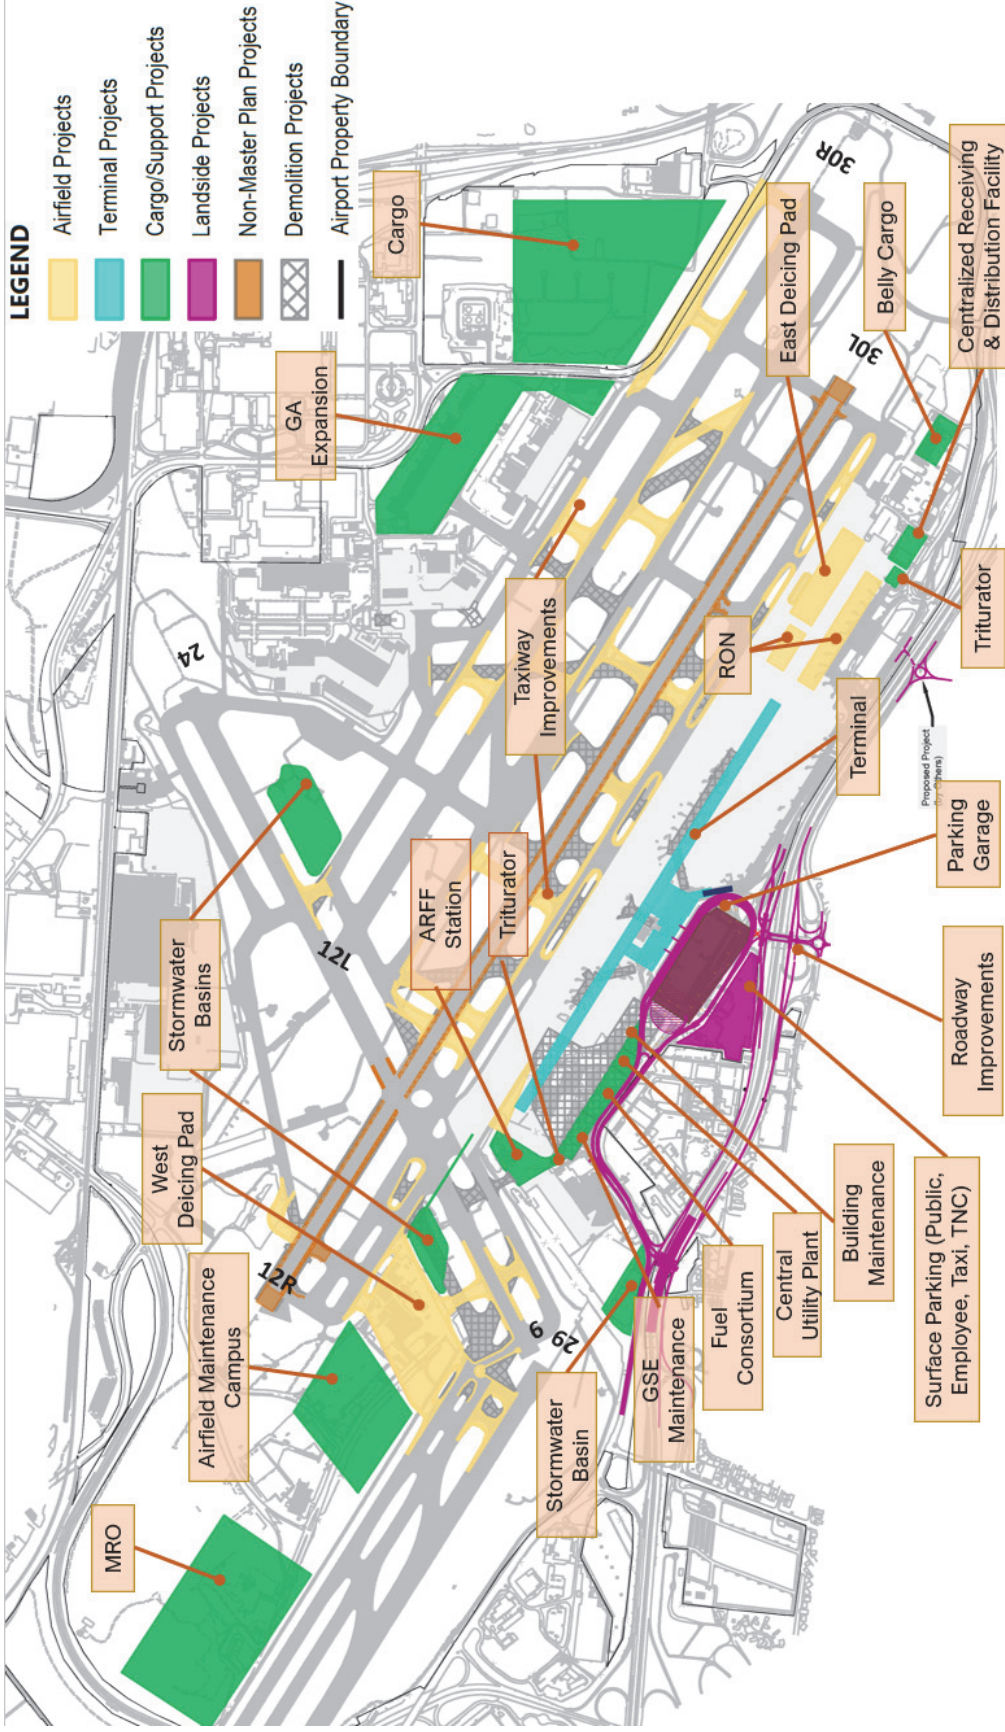 LEGEND
Airfield Projects
Terminal Projects
Cargo/Support Projects
Landside Projects
Non-Master Plan Projects
Demolition Projects
Airport Property Boundary
MRO
Airfield Maintenance
Campus
West
Deicing Pad
Stormwater
Basins
GA
Expansion
Cargo
24
12L
12R
9
29
30R
30L
ARFF
Station
Triturator
Taxiway
Improvements
RON
East Deicing Pad
Belly Cargo
Centralized Receiving
& Distribution Facility
Triturator
Proposed Project
(by Others)
Terminal
Parking
Garage
Roadway
Improvements
Surface Parking (Public,
Employee, Taxi, TNC)
Building
Maintenance
Central
Utility Plant
Fuel
Consortium
GSE
Maintenance
Stormwater
Basin